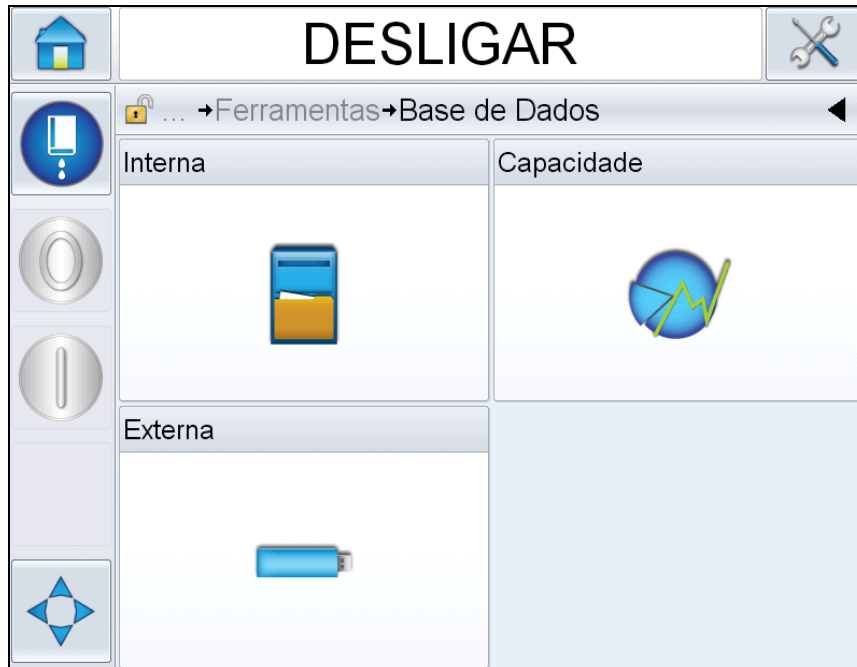 DESLIGAR
... →Ferramentas→Base de Dados
Interna
Capacidade
Externa